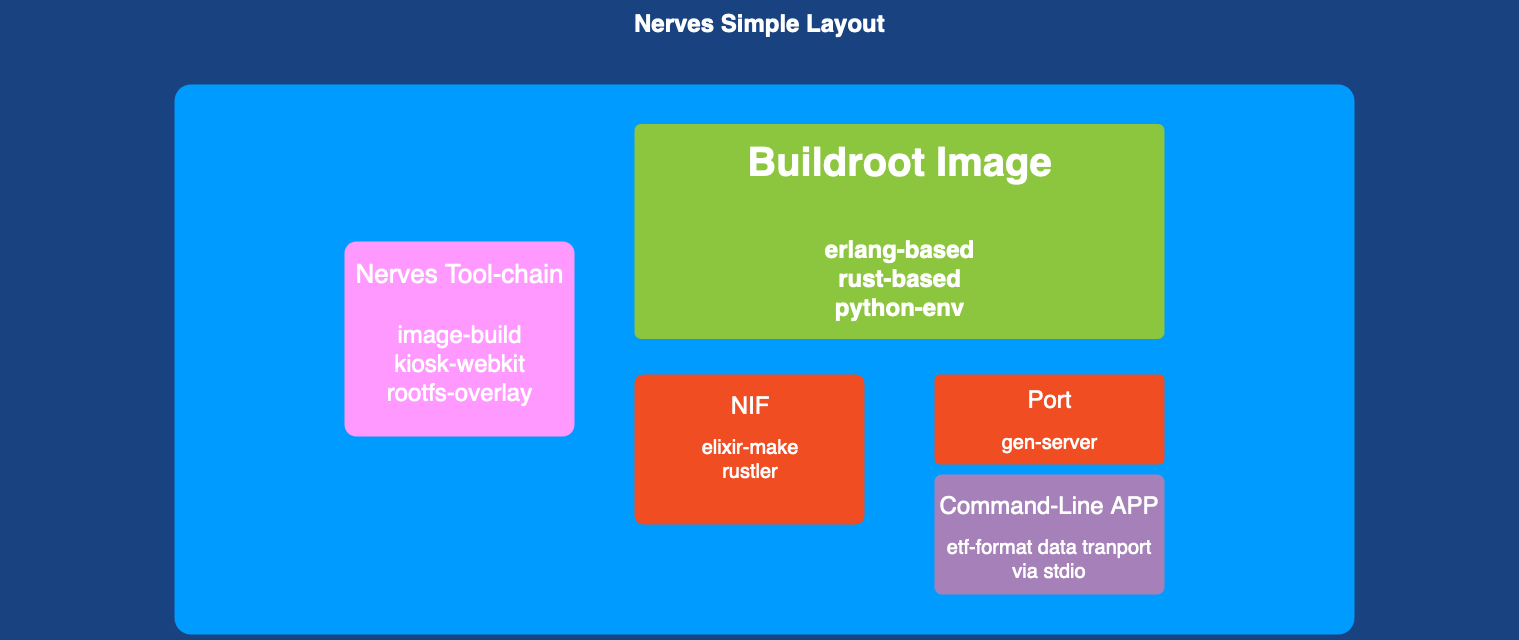 Nerves Simple Layout
Buildroot Image
erlang-based
rust-based
python-env
Nerves Tool-chain
image-build
kiosk-webkit
rootfs-overlay
NIF
elixir-make
rustler
Port
gen-server
Command-Line APP
etf-format data tranport
via stdio